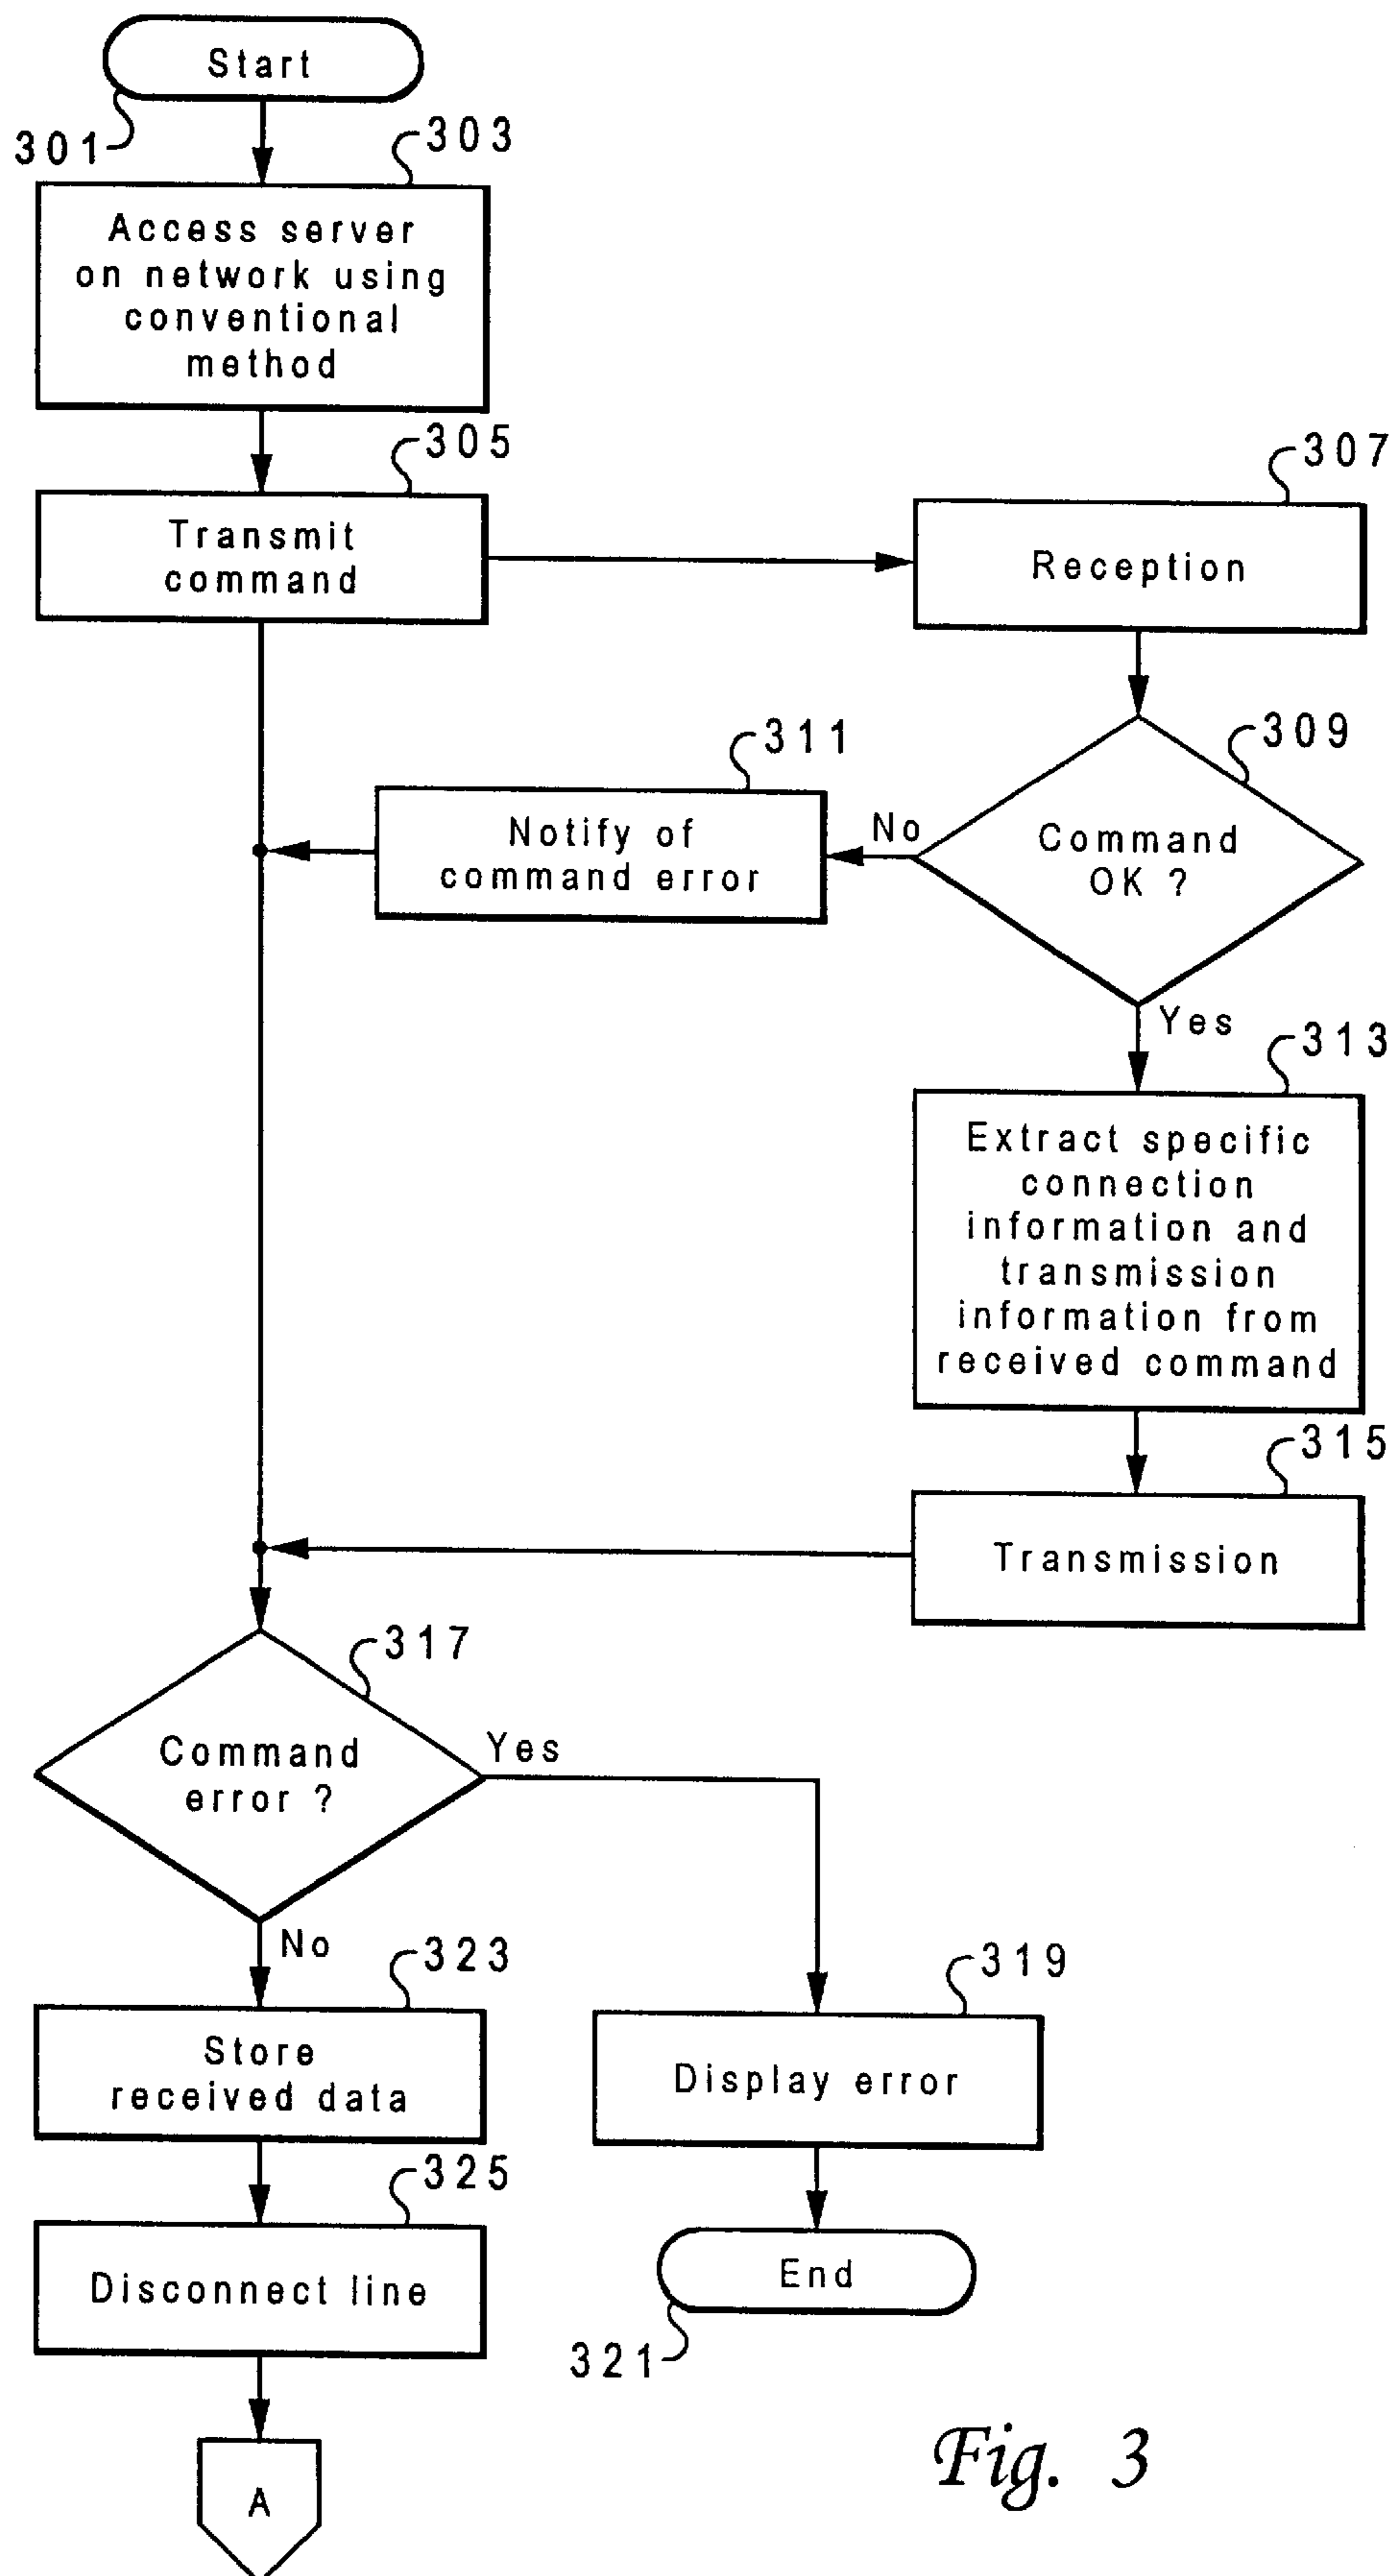 Start
301
303
Access server
on network using
conventional
method
305
Transmit
command
307
Reception
309
Command
OK ?
No
311
Notify of
command error
Yes
313
Extract specific
connection
information and
transmission
information from
received command
315
Transmission
317
Command
error ?
Yes
No
323
Store
received data
319
Display error
325
Disconnect line
End
321
A
Fig. 3